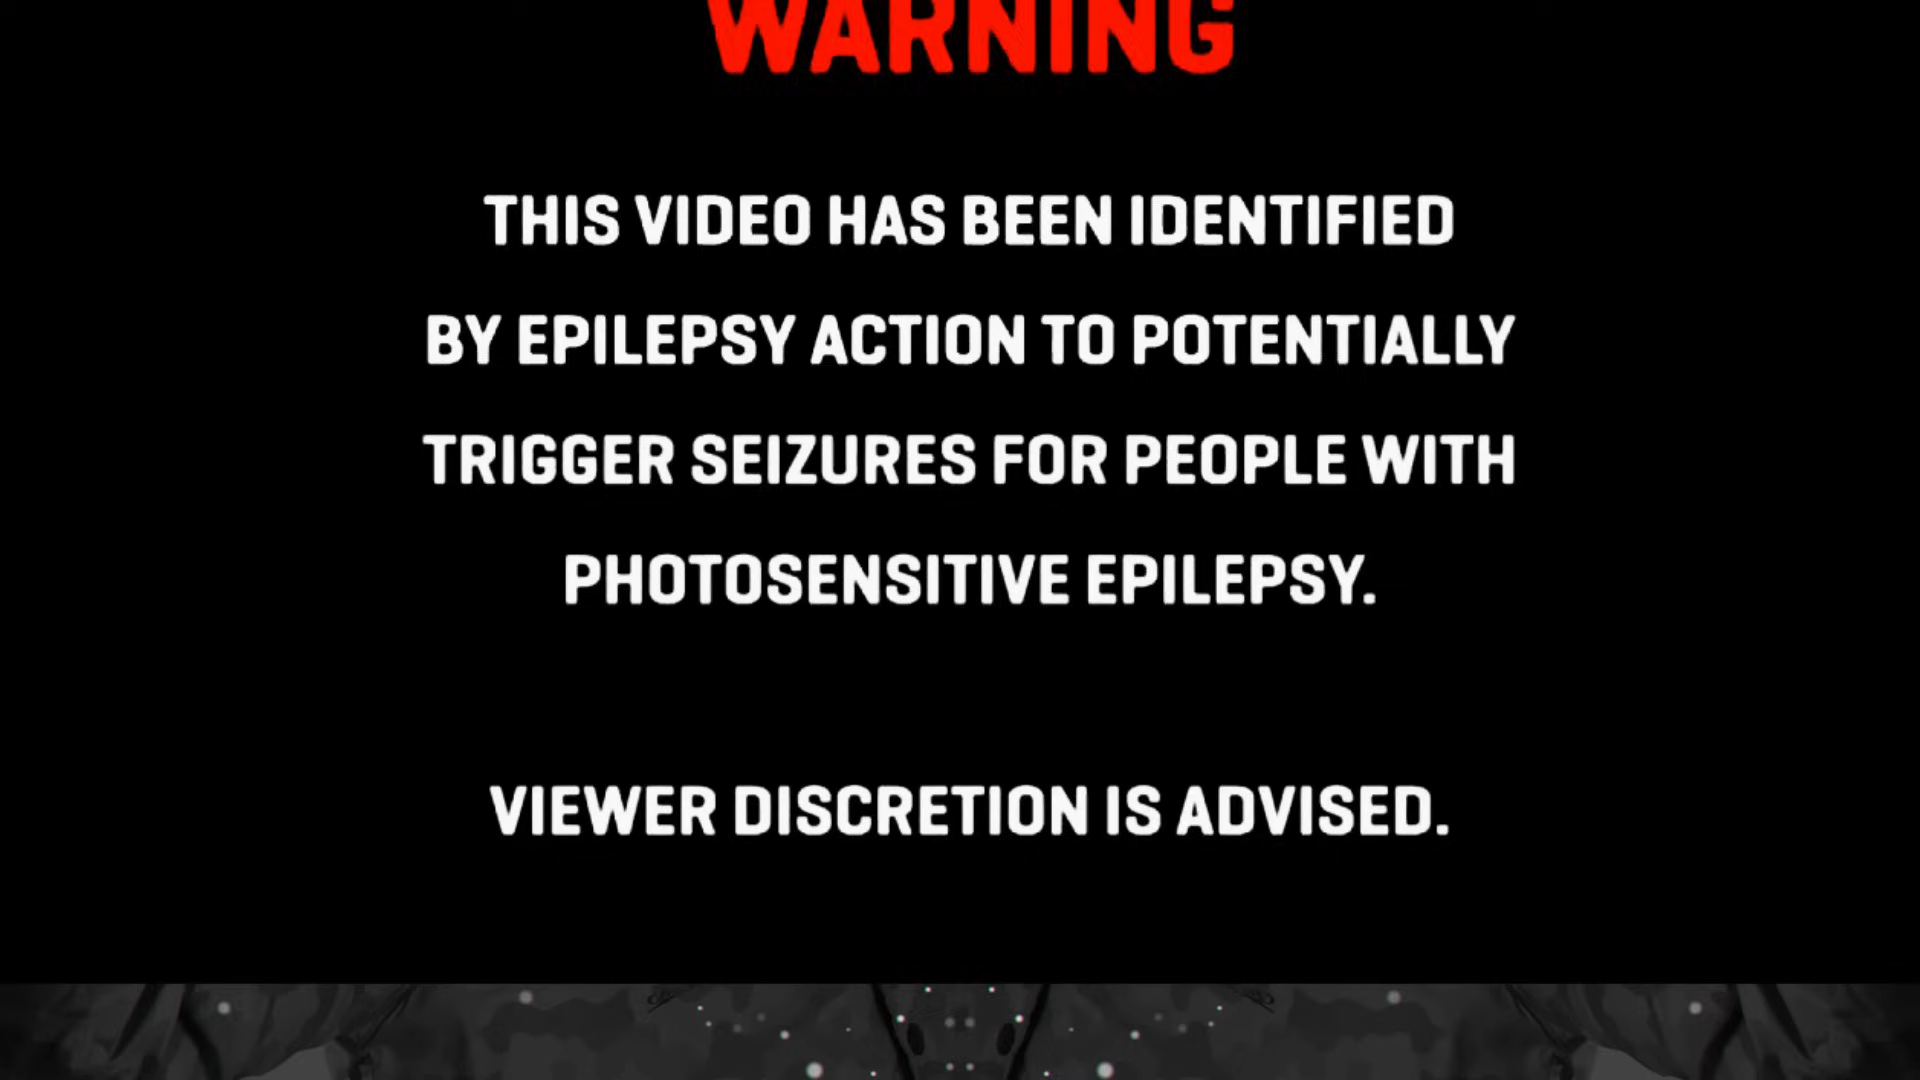 WARNING
THIS VIDEO HAS BEEN IDENTIFIED
BY EPILEPSY ACTION TO POTENTIALLY
TRIGGER SEIZURES FOR PEOPLE WITH
PHOTOSENSITIVE EPILEPSY.
VIEWER DISCRETION IS ADVISED.